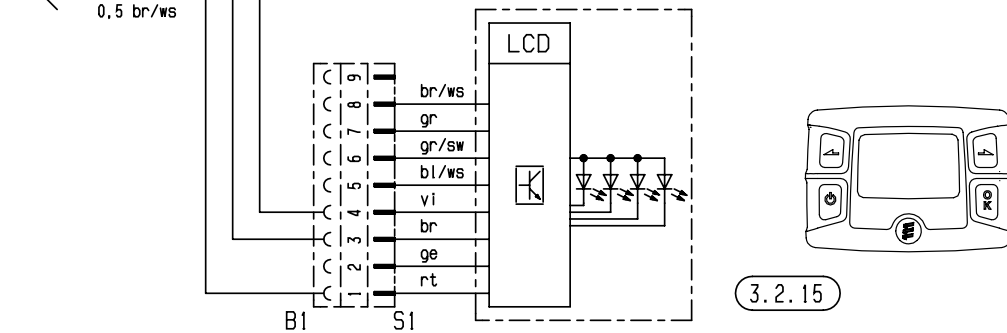 0,5 br/ws
LCD
9
8 br/ws
7 gr
6 gr/sw
5 bl/ws
4 vi
3 br
2 ge
1 rt
B1 S1
OK
3.2.15